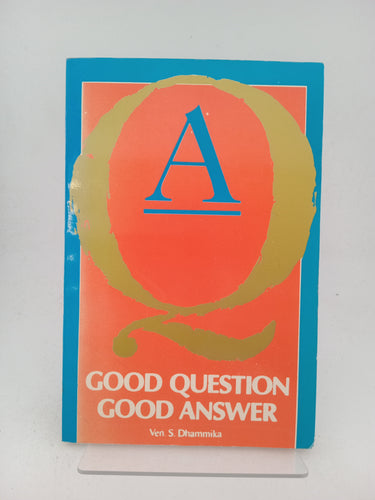 Q
A
GOOD QUESTION
GOOD ANSWER
Ven. S. Dhammika